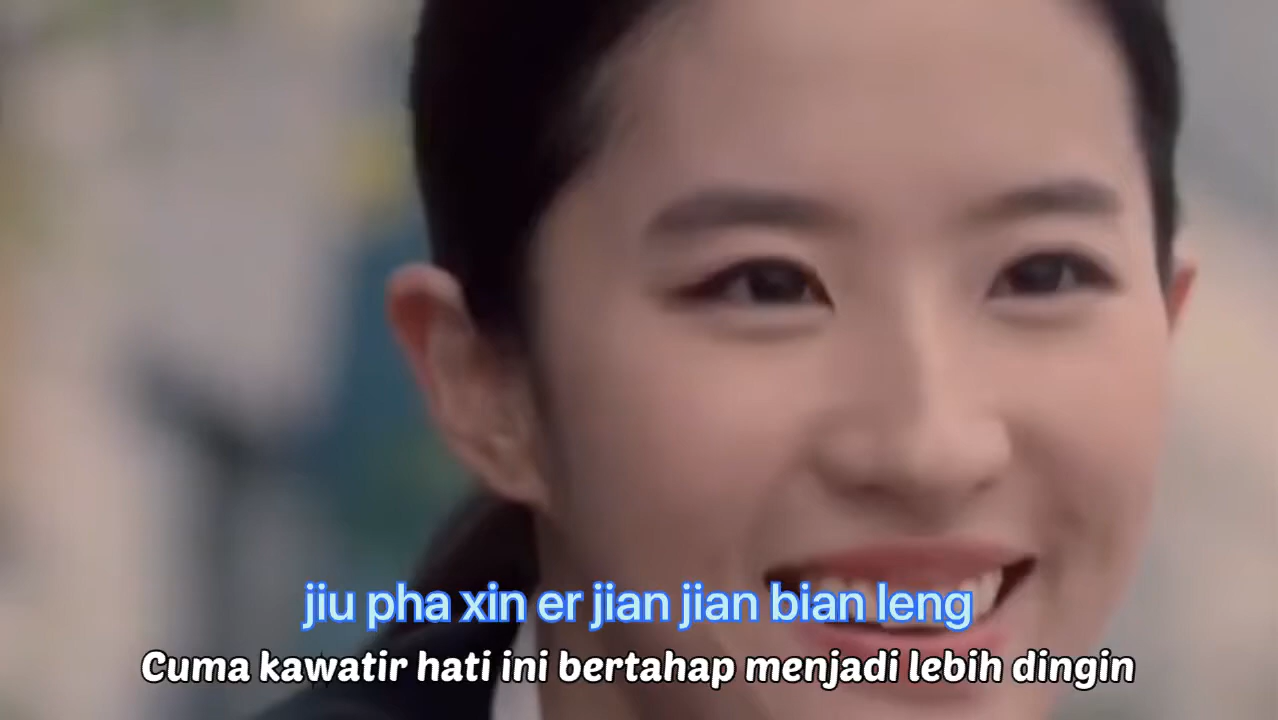 jiu pha xin er jian jian bian leng
Cuma kawatir hati ini bertahap menjadi lebih dingin